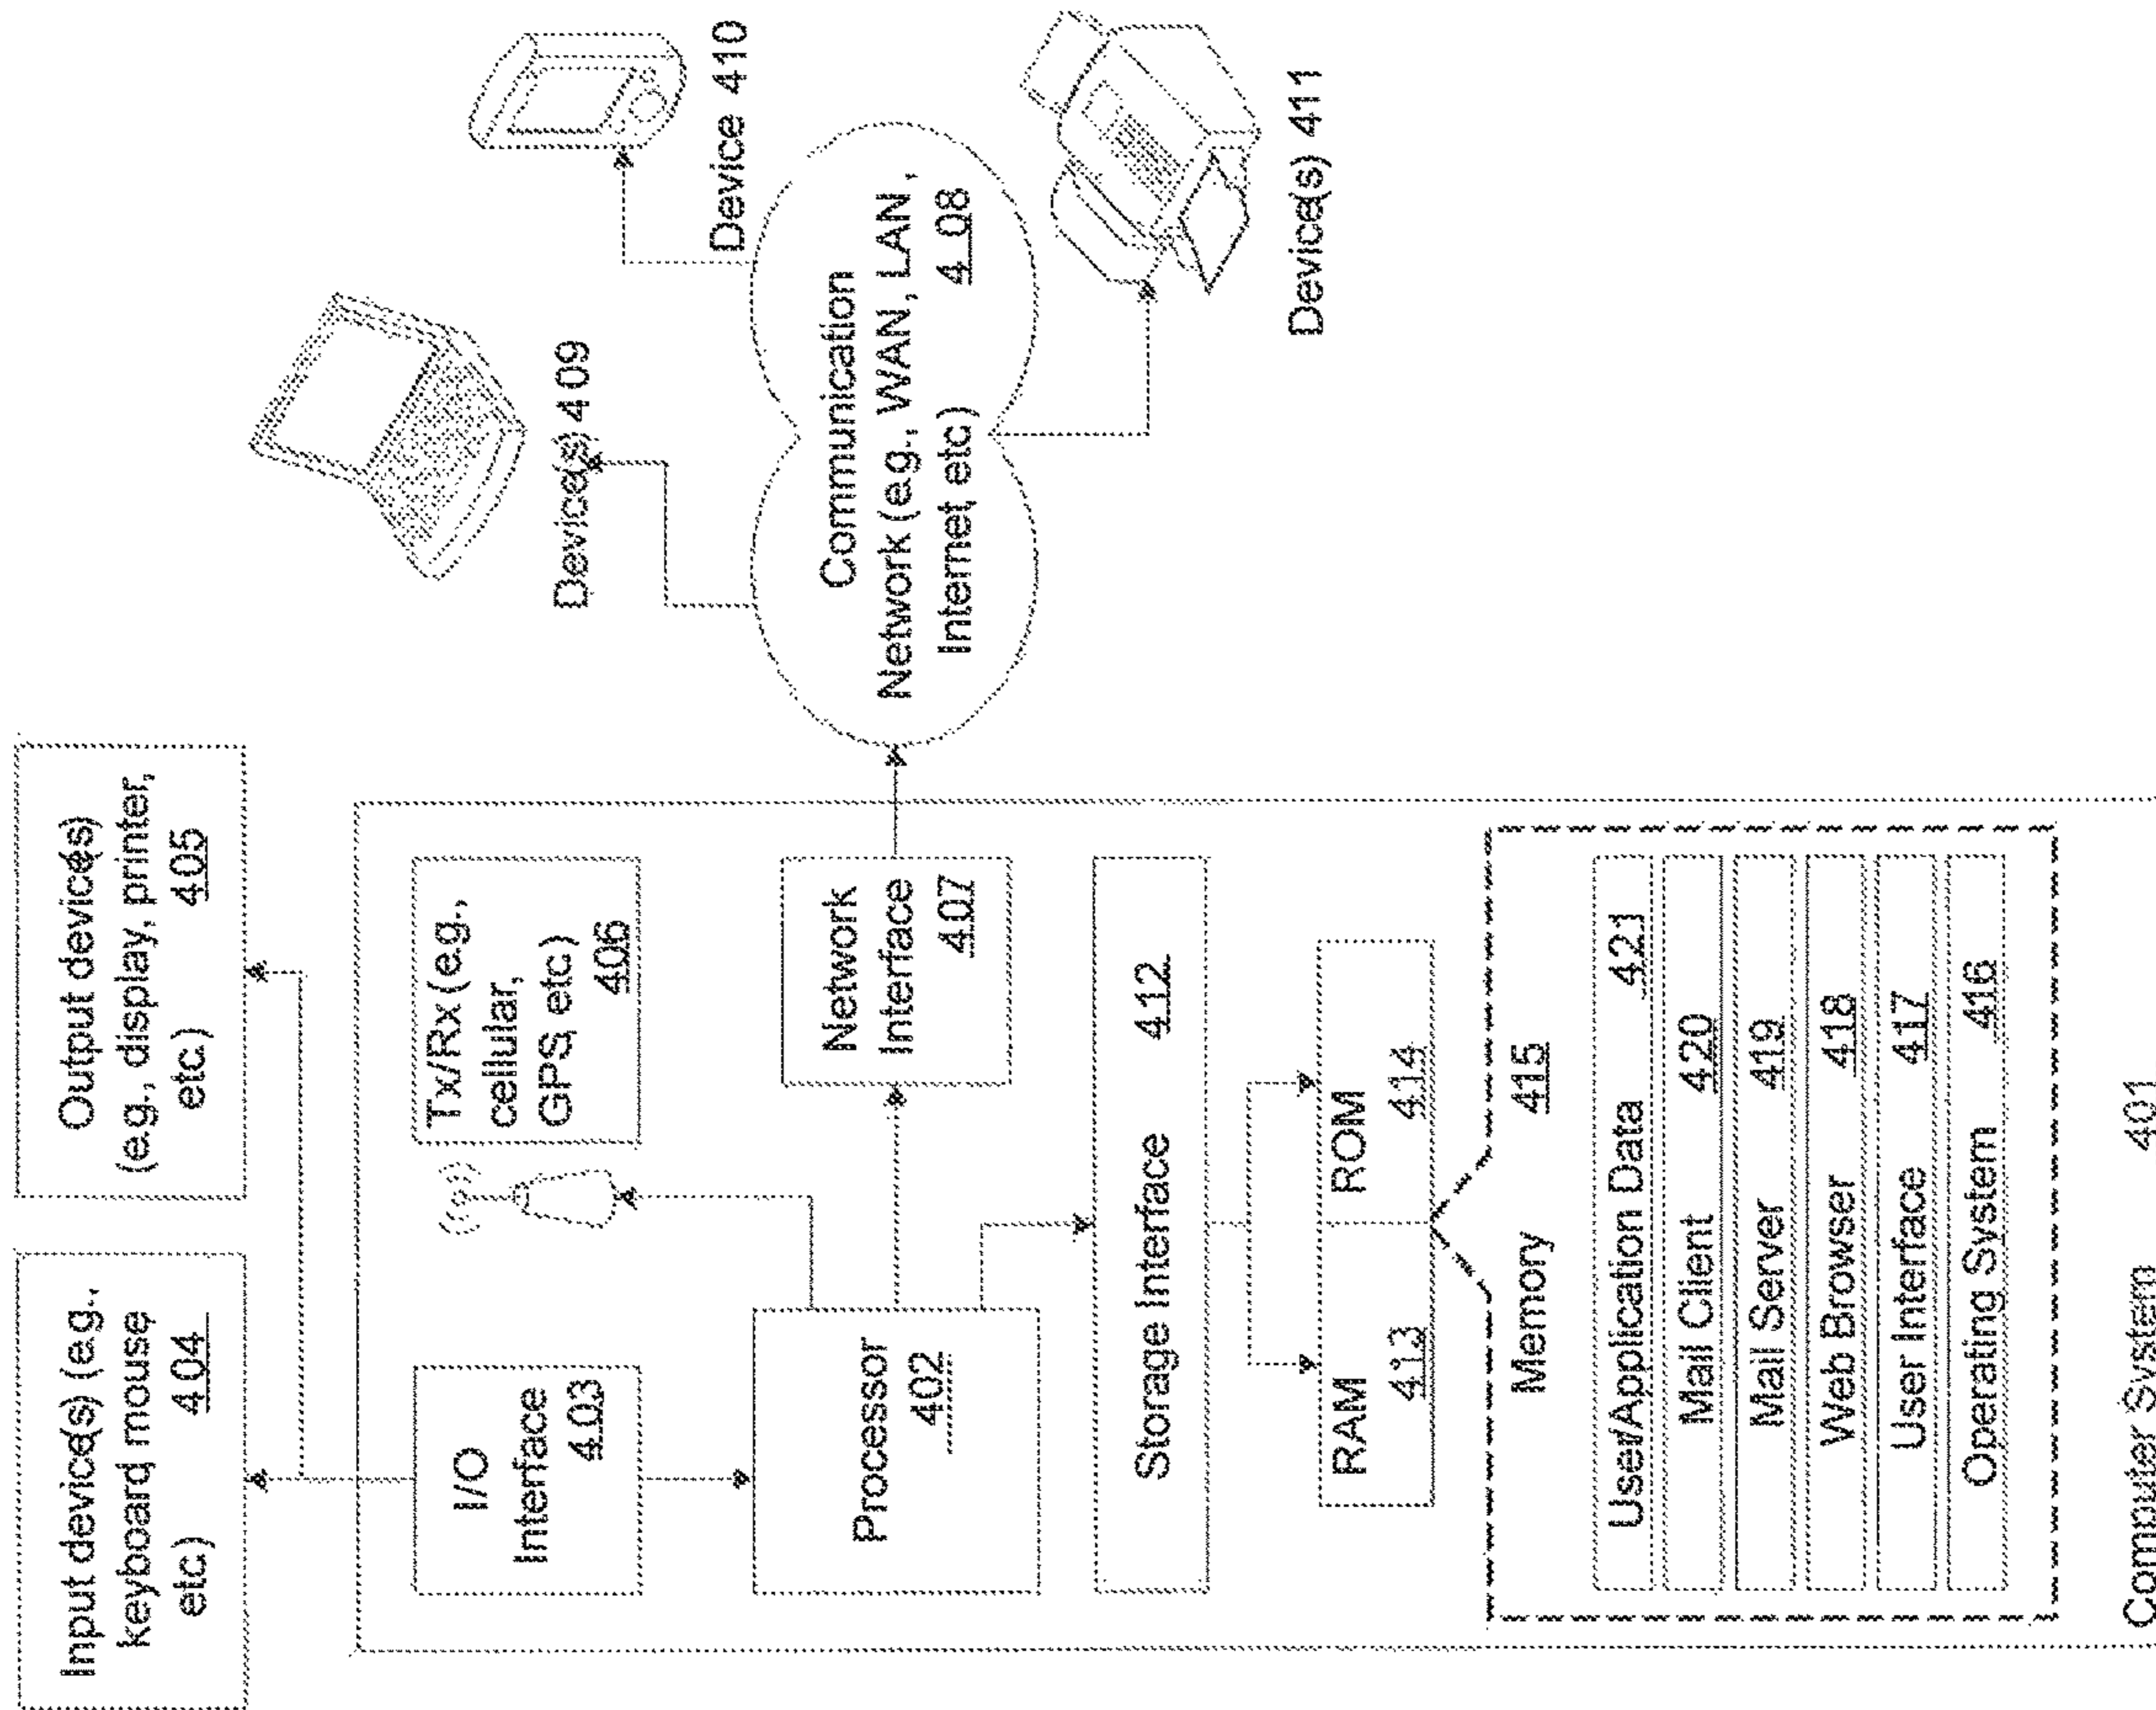 Input device(s) (e.g.,
keyboard mouse
etc.) 404
Output device(s)
(e.g., display, printer,
etc.) 405
I/O
Interface
403
Tx/Rx (e.g.,
cellular,
GPS, etc)
406
Processor
402
Network
Interface
407
Communication
Network (e.g., WAN, LAN,
Internet, etc) 4 08
Device(s) 409
Device 410
Device(s) 411
Storage Interface 412
RAM
413
ROM
414
Memory 415
User/Application Data 421
Mail Client 420
Mail Server 419
Web Browser 418
User Interface 417
Operating System 416
Computer System 401